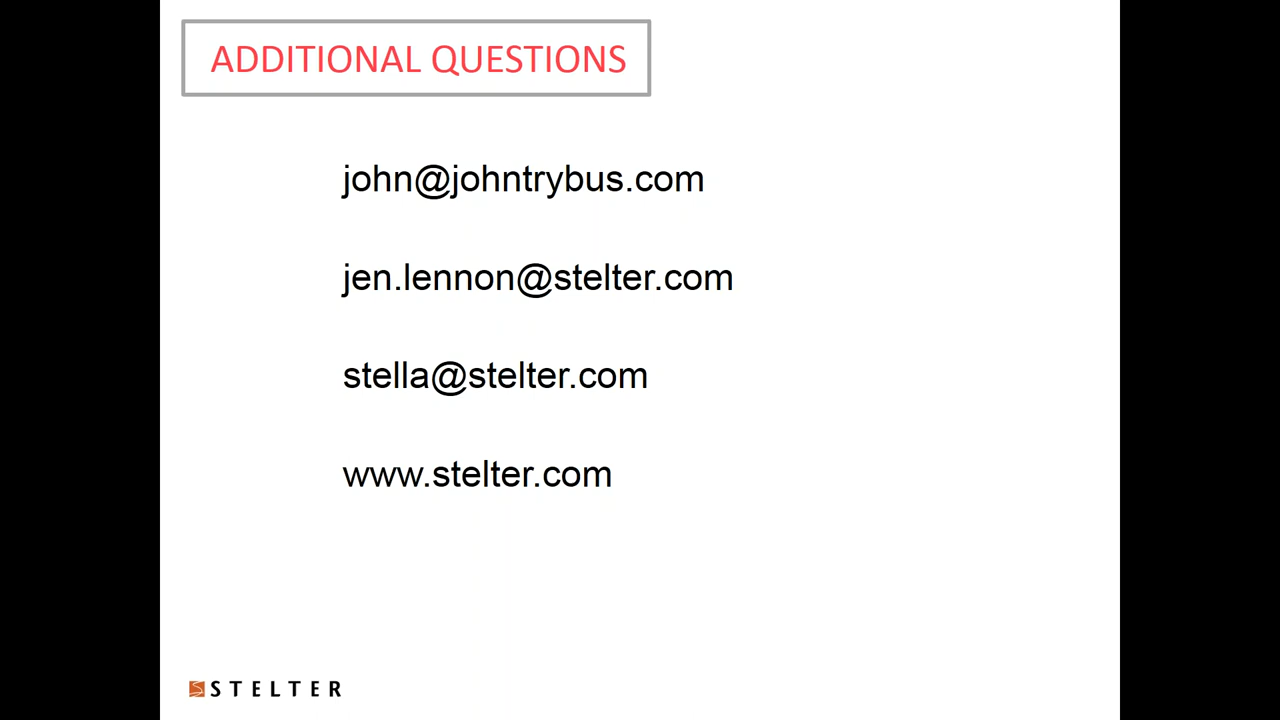 ADDITIONAL QUESTIONS
john@johntrybus.com
jen.lennon@stelter.com
stella@stelter.com
www.stelter.com
STELTER